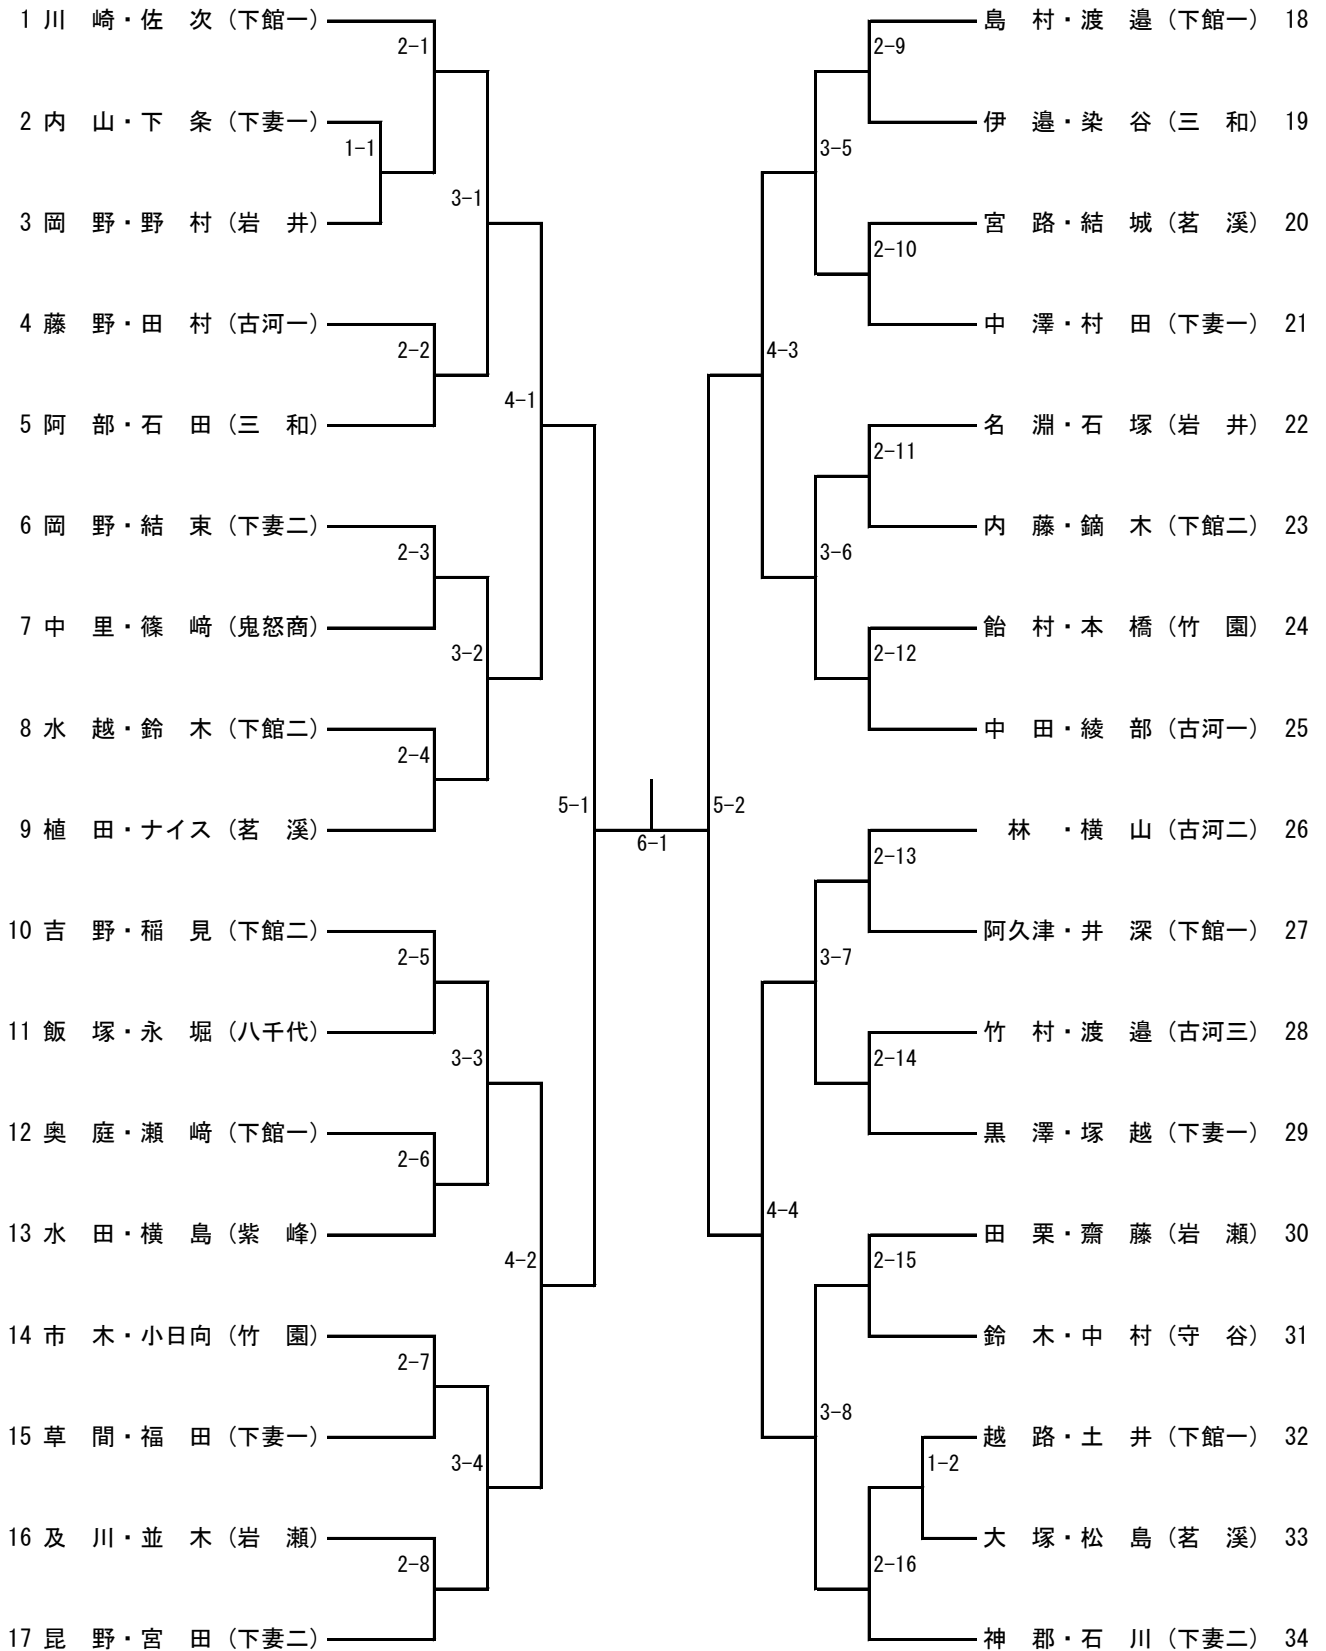 1 川　崎・佐　次（下館一）
2-1
2 内　山・下　条（下妻一）
1-1
3 岡　野・野　村（岩　井）
3-1
4 藤　野・田　村（古河一）
2-2
5 阿　部・石　田（三　和）
4-1
6 岡　野・結　束（下妻二）
2-3
7 中　里・篠　﨑（鬼怒商）
3-2
8 水　越・鈴　木（下館二）
2-4
9 植　田・ナイス（茗　溪）
5-1
10 吉　野・稲　見（下館二）
2-5
11 飯　塚・永　堀（八千代）
3-3
12 奥　庭・瀬　﨑（下館一）
2-6
13 水　田・横　島（紫　峰）
4-2
14 市　木・小日向（竹　園）
2-7
15 草　間・福　田（下妻一）
3-4
16 及　川・並　木（岩　瀬）
2-8
17 昆　野・宮　田（下妻二）
6-1
島　村・渡　邉（下館一） 18
2-9
伊　邉・染　谷（三　和） 19
3-5
宮　路・結　城（茗　溪） 20
2-10
中　澤・村　田（下妻一） 21
4-3
名　淵・石　塚（岩　井） 22
2-11
内　藤・鏑　木（下館二） 23
3-6
飴　村・本　橋（竹　園） 24
2-12
中　田・綾　部（古河一） 25
5-2
林　・横　山（古河二） 26
2-13
阿久津・井　深（下館一） 27
3-7
竹　村・渡　邉（古河三） 28
2-14
黒　澤・塚　越（下妻一） 29
4-4
田　栗・齋　藤（岩　瀬） 30
2-15
鈴　木・中　村（守　谷） 31
3-8
越　路・土　井（下館一） 32
1-2
大　塚・松　島（茗　溪） 33
2-16
神　郡・石　川（下妻二） 34